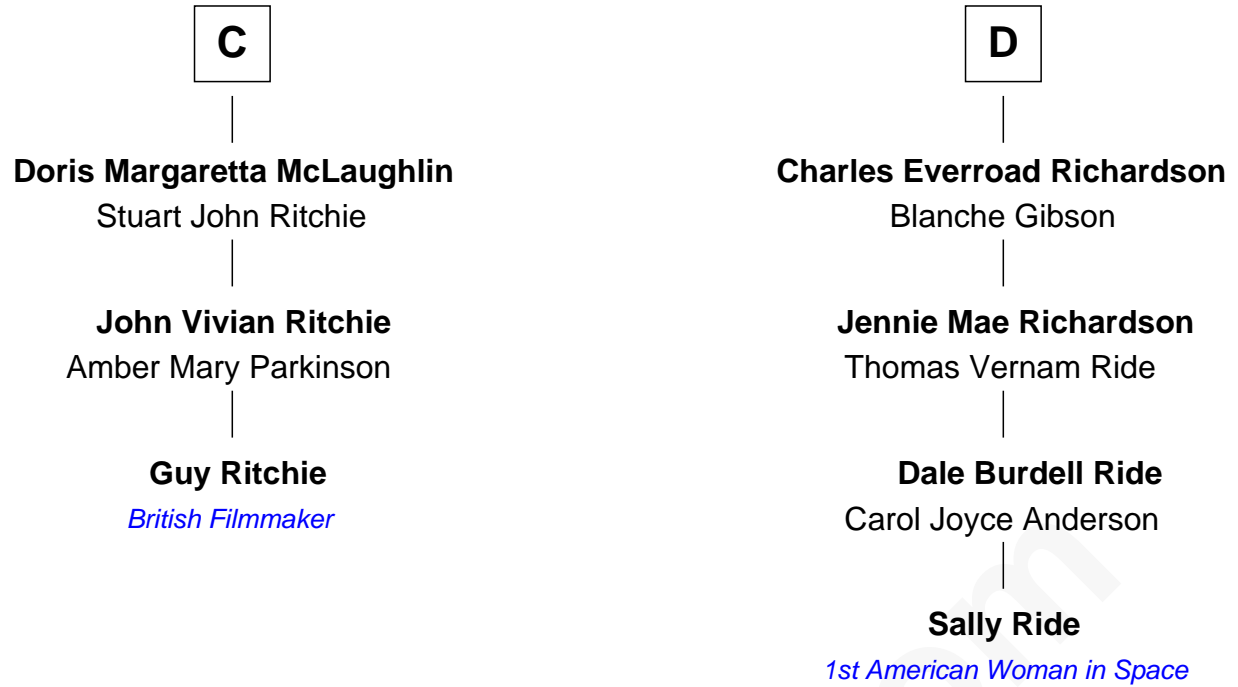 C
Doris Margaretta McLaughlin
Stuart John Ritchie
John Vivian Ritchie
Amber Mary Parkinson
Guy Ritchie
British Filmmaker
D
Charles Everroad Richardson
Blanche Gibson
Jennie Mae Richardson
Thomas Vernam Ride
Dale Burdell Ride
Carol Joyce Anderson
Sally Ride
1st American Woman in Space